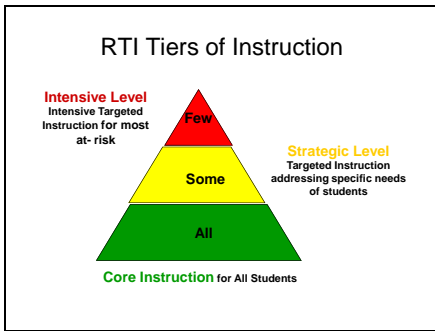 RTI Tiers of Instruction
Intensive Level
Intensive Targeted
Instruction for most
at- risk
Few
Strategic Level
Targeted Instruction
addressing specific needs
of students
Some
All
Core Instruction for All Students